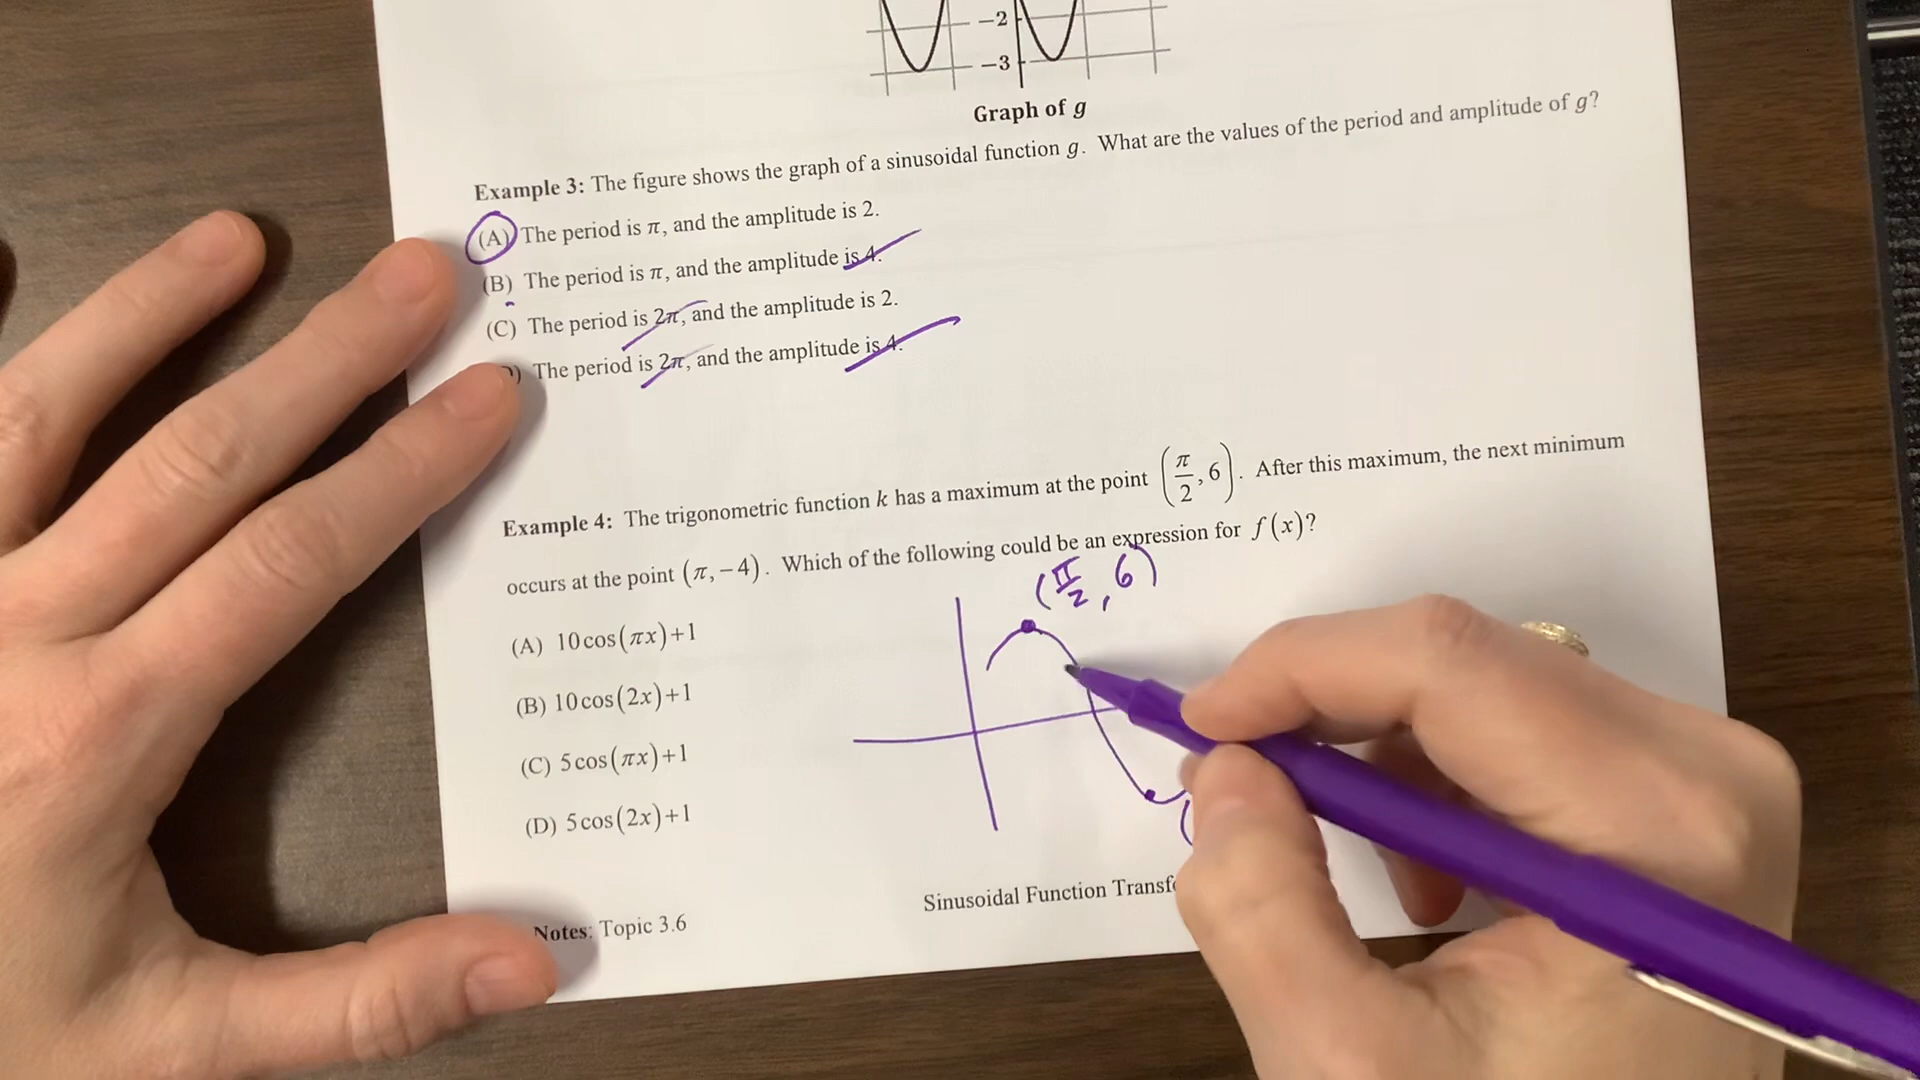 −2
−3
Graph of g
Example 3: The figure shows the graph of a sinusoidal function g. What are the values of the period and amplitude of g?
(A) The period is π, and the amplitude is 2.
(B) The period is π, and the amplitude is 4.
(C) The period is 2π, and the amplitude is 2.
) The period is 2π, and the amplitude is 4.
Example 4: The trigonometric function k has a maximum at the point (π/2, 6). After this maximum, the next minimum
occurs at the point (π, −4). Which of the following could be an expression for f(x)?
(π/2, 6)
(A) 10cos(πx)+1
(B) 10cos(2x)+1
(C) 5cos(πx)+1
(D) 5cos(2x)+1
(
Notes: Topic 3.6
Sinusoidal Function